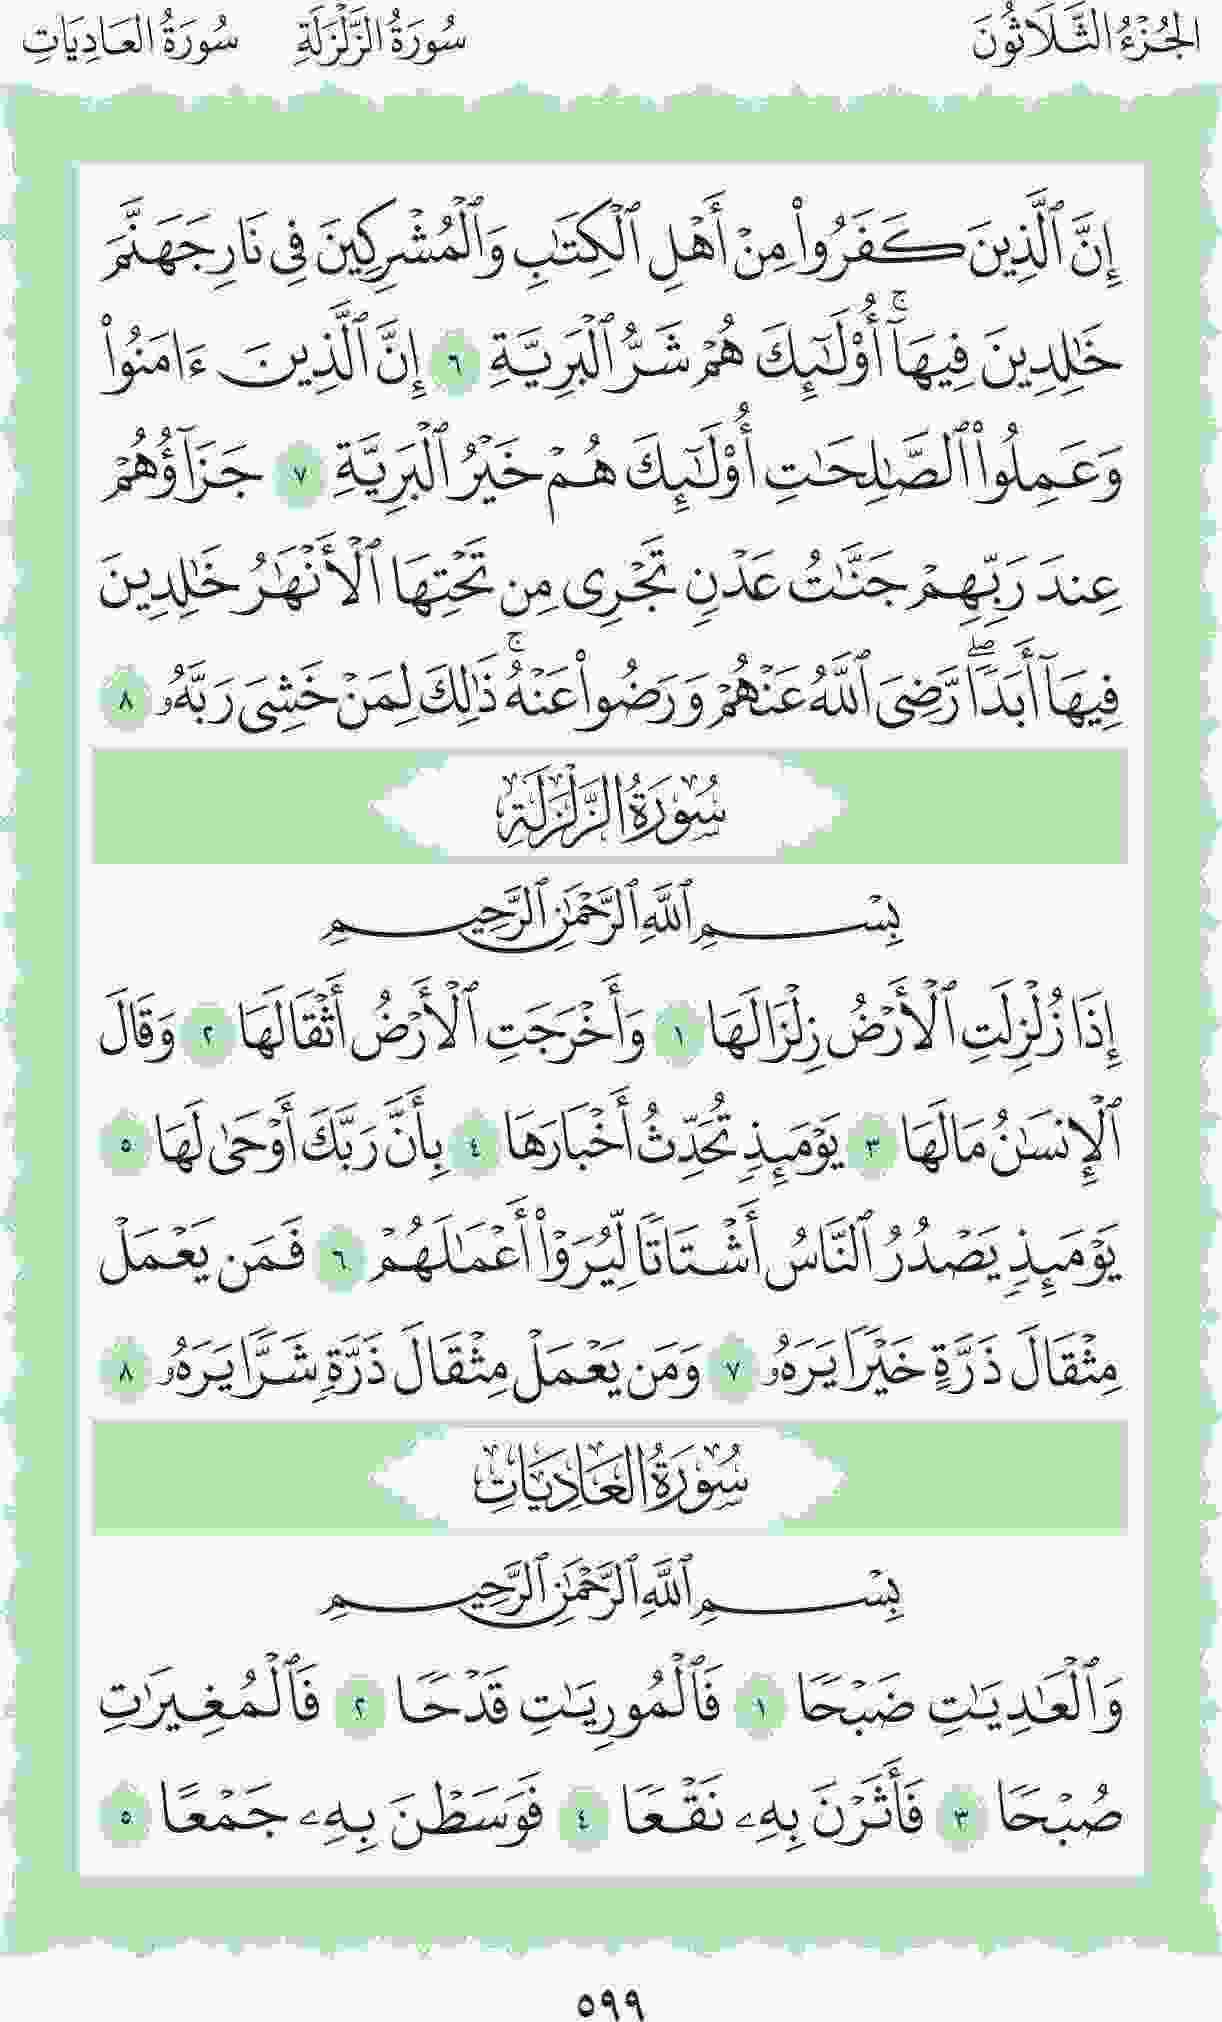 الجُزْءُ الثَّلَاثُونَ سُورَةُ الزَّلْزَلَةِ سُورَةُ العَادِيَاتِ
إِنَّ ٱلَّذِينَ كَفَرُوا۟ مِنْ أَهْلِ ٱلْكِتَـٰبِ وَٱلْمُشْرِكِينَ فِى نَارِ جَهَنَّمَ
خَـٰلِدِينَ فِيهَآ ۚ أُو۟لَـٰٓئِكَ هُمْ شَرُّ ٱلْبَرِيَّةِ ٦ إِنَّ ٱلَّذِينَ ءَامَنُوا۟
وَعَمِلُوا۟ ٱلصَّـٰلِحَـٰتِ أُو۟لَـٰٓئِكَ هُمْ خَيْرُ ٱلْبَرِيَّةِ ٧ جَزَآؤُهُمْ
عِندَ رَبِّهِمْ جَنَّـٰتُ عَدْنٍ تَجْرِى مِن تَحْتِهَا ٱلْأَنْهَـٰرُ خَـٰلِدِينَ
فِيهَآ أَبَدًا ۖ رَّضِىَ ٱللَّهُ عَنْهُمْ وَرَضُوا۟ عَنْهُ ۚ ذَٰلِكَ لِمَنْ خَشِىَ رَبَّهُۥ ٨
سُورَةُ الزَّلْزَلَةِ
بِسْمِ ٱللَّهِ ٱلرَّحْمَـٰنِ ٱلرَّحِيمِ
إِذَا زُلْزِلَتِ ٱلْأَرْضُ زِلْزَالَهَا ١ وَأَخْرَجَتِ ٱلْأَرْضُ أَثْقَالَهَا ٢ وَقَالَ
ٱلْإِنسَـٰنُ مَا لَهَا ٣ يَوْمَئِذٍ تُحَدِّثُ أَخْبَارَهَا ٤ بِأَنَّ رَبَّكَ أَوْحَىٰ لَهَا ٥
يَوْمَئِذٍ يَصْدُرُ ٱلنَّاسُ أَشْتَاتًا لِّيُرَوْا۟ أَعْمَـٰلَهُمْ ٦ فَمَن يَعْمَلْ
مِثْقَالَ ذَرَّةٍ خَيْرًا يَرَهُۥ ٧ وَمَن يَعْمَلْ مِثْقَالَ ذَرَّةٍ شَرًّا يَرَهُۥ ٨
سُورَةُ العَادِيَاتِ
بِسْمِ ٱللَّهِ ٱلرَّحْمَـٰنِ ٱلرَّحِيمِ
وَٱلْعَـٰدِيَـٰتِ ضَبْحًا ١ فَٱلْمُورِيَـٰتِ قَدْحًا ٢ فَٱلْمُغِيرَٰتِ
صُبْحًا ٣ فَأَثَرْنَ بِهِۦ نَقْعًا ٤ فَوَسَطْنَ بِهِۦ جَمْعًا ٥
٥٩٩